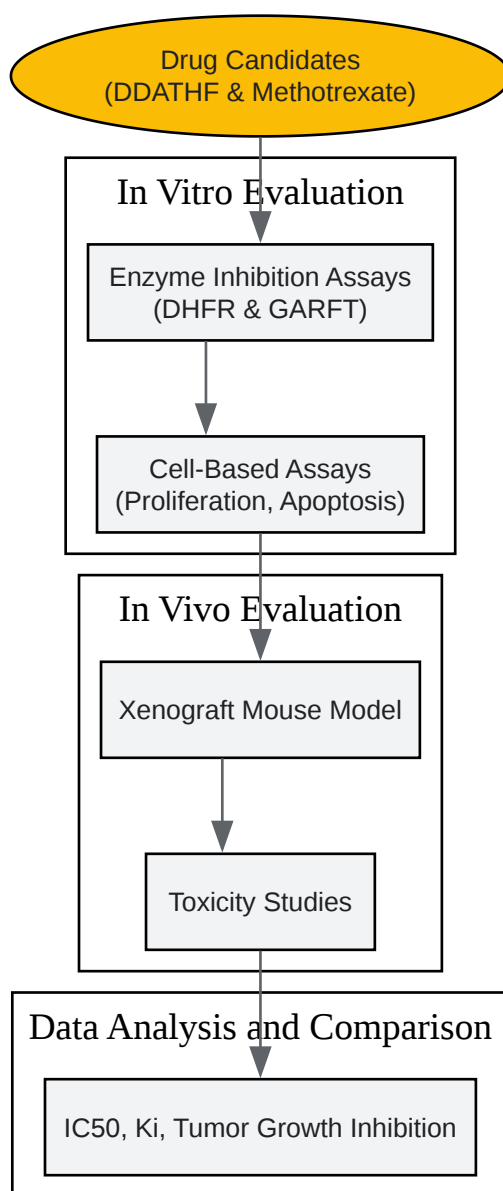 Drug Candidates
(DDATHF & Methotrexate)
In Vitro Evaluation
Enzyme Inhibition Assays
(DHFR & GARFT)
Cell-Based Assays
(Proliferation, Apoptosis)
In Vivo Evaluation
Xenograft Mouse Model
Toxicity Studies
Data Analysis and Comparison
IC50, Ki, Tumor Growth Inhibition